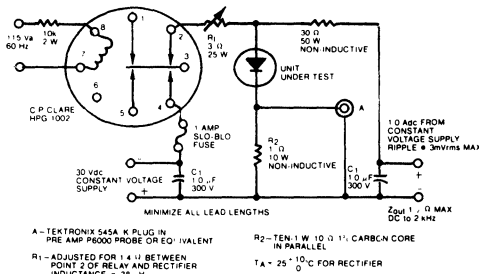 115 Va
60 Hz
10k
2 W
8
7
1
2
3
4
5
6
C P CLARE
HPG 1002
R1
3 Ω
25 W
30 Ω
50 W
NON-INDUCTIVE
UNIT
UNDER TEST
A
1 AMP
SLO-BLO
FUSE
30 Vdc
CONSTANT VOLTAGE
SUPPLY
-
+
C1
1.0 µF
300 V
R2
1 Ω
10 W
NON-INDUCTIVE
C1
1.0 µF
300 V
1.0 Adc FROM
CONSTANT
VOLTAGE SUPPLY
RIPPLE = 3mVrms MAX
+
-
Zout Ω MAX
DC to 2 kHz
MINIMIZE ALL LEAD LENGTHS
A-TEKTRONIX 545A K PLUG IN
PRE AMP P6000 PROBE OR EQUIVALENT
R1-ADJUSTED FOR 1.4 Ω BETWEEN
POINT 2 OF RELAY AND RECTIFIER
INDUCTANCE
R2-TEN 1 W 10 Ω 1% CARBON CORE
IN PARALLEL
TA = 25 +10 0 °C FOR RECTIFIER